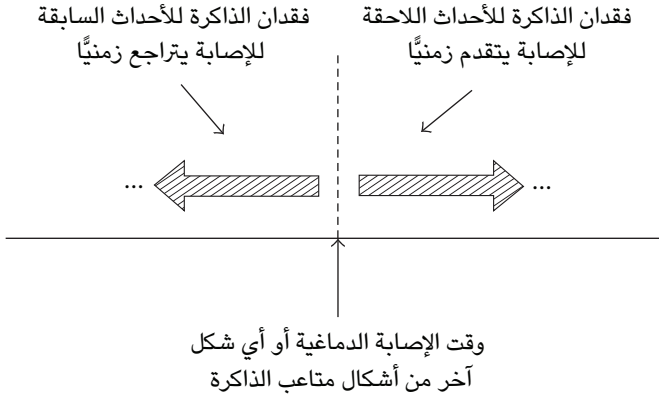 فقدان الذاكرة للأحداث اللاحقة
للإصابة يتقدم زمنيًّا
فقدان الذاكرة للأحداث السابقة
للإصابة يتراجع زمنيًّا
...
...
وقت الإصابة الدماغية أو أي شكل
آخر من أشكال متاعب الذاكرة